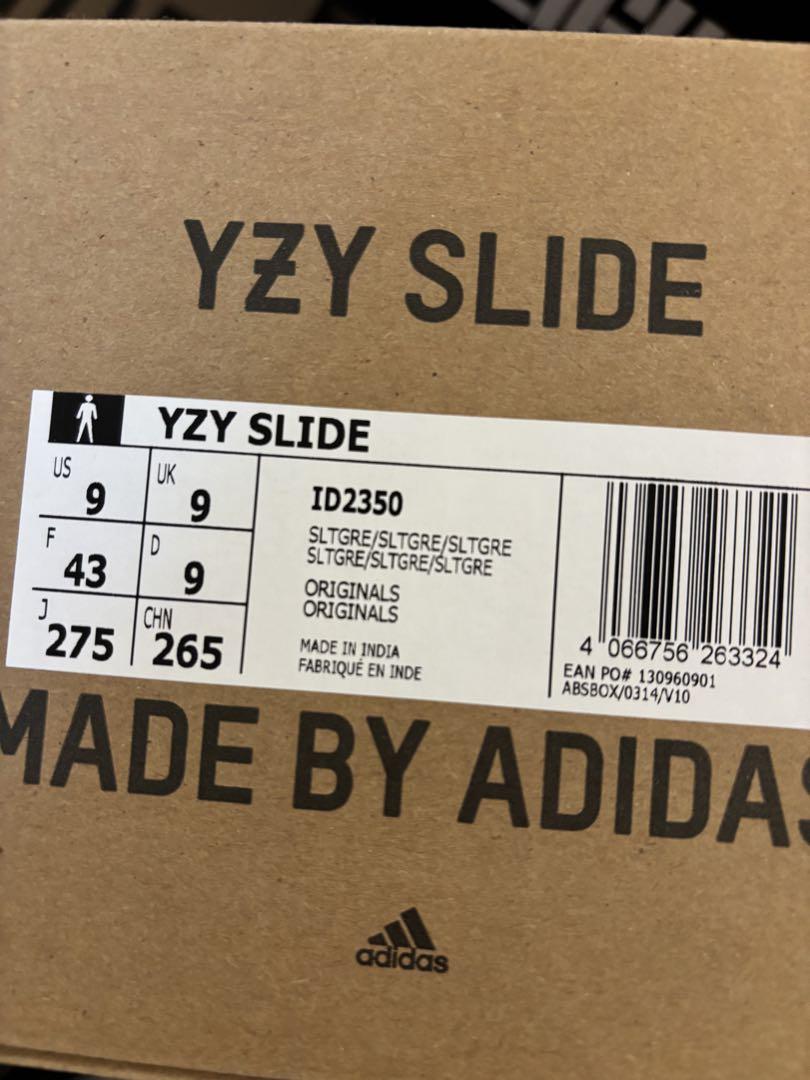 YZY SLIDE
YZY SLIDE
US 9 UK 9
F 43 D 9
J 275 CHN 265
ID2350
SLTGRE/SLTGRE/SLTGRE
SLTGRE/SLTGRE/SLTGRE
ORIGINALS
ORIGINALS
MADE IN INDIA
FABRIQUÉ EN INDE
4 066756 263324
EAN PO# 130960901
ABSBOX/0314/V10
MADE BY ADIDAS
adidas